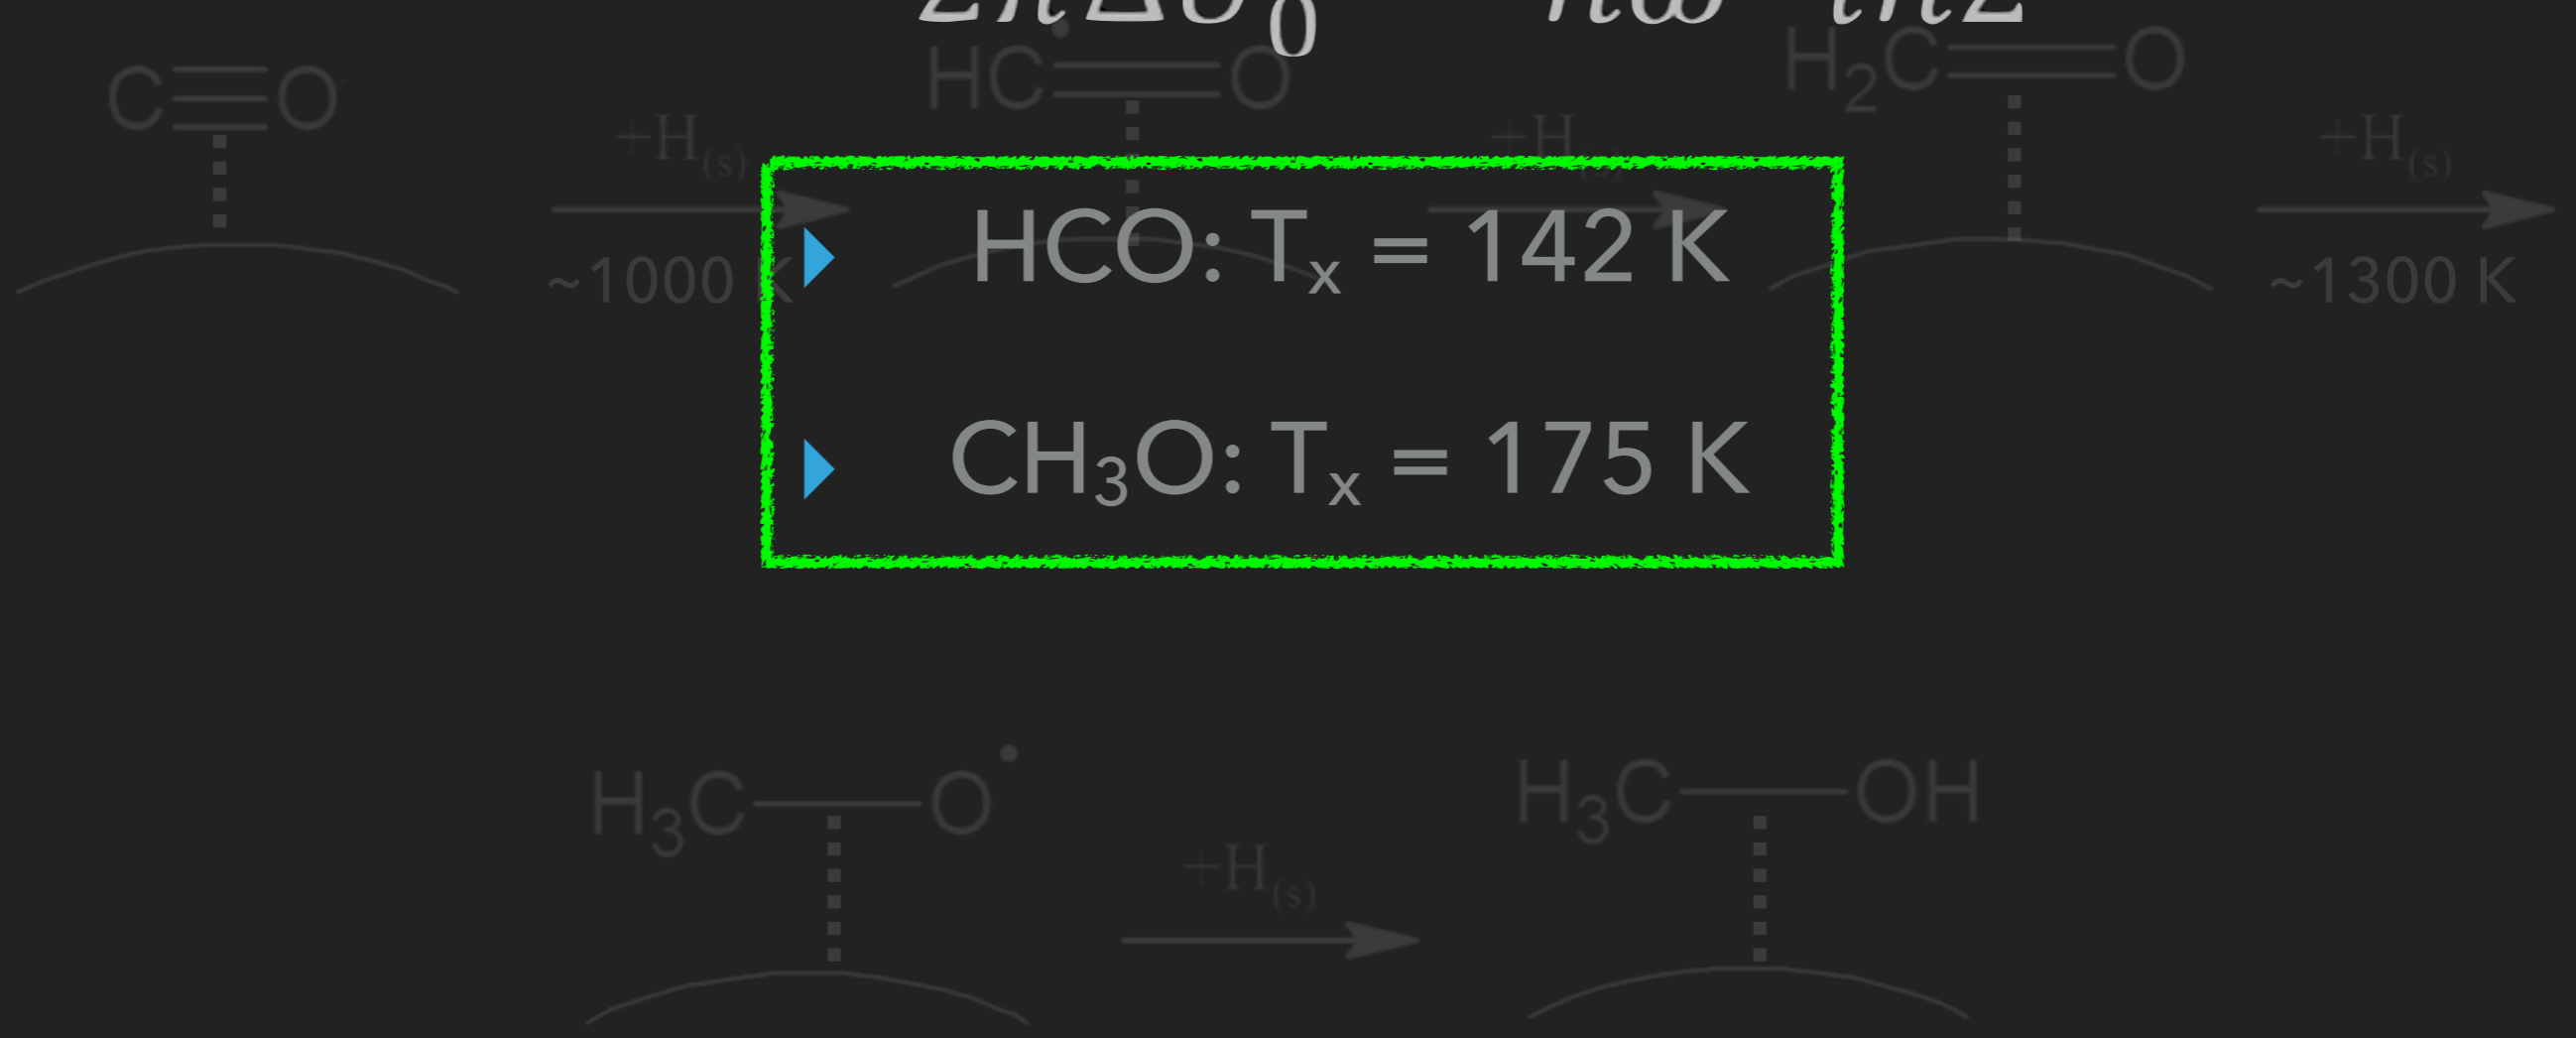 C≡O
HC•=O
H₂C=O
+H(s)
+H(s)
+H(s)
~1000 K
~1300 K
HCO: Tₓ = 142 K
CH₃O: Tₓ = 175 K
H₃C—O•
H₃C—OH
+H(s)